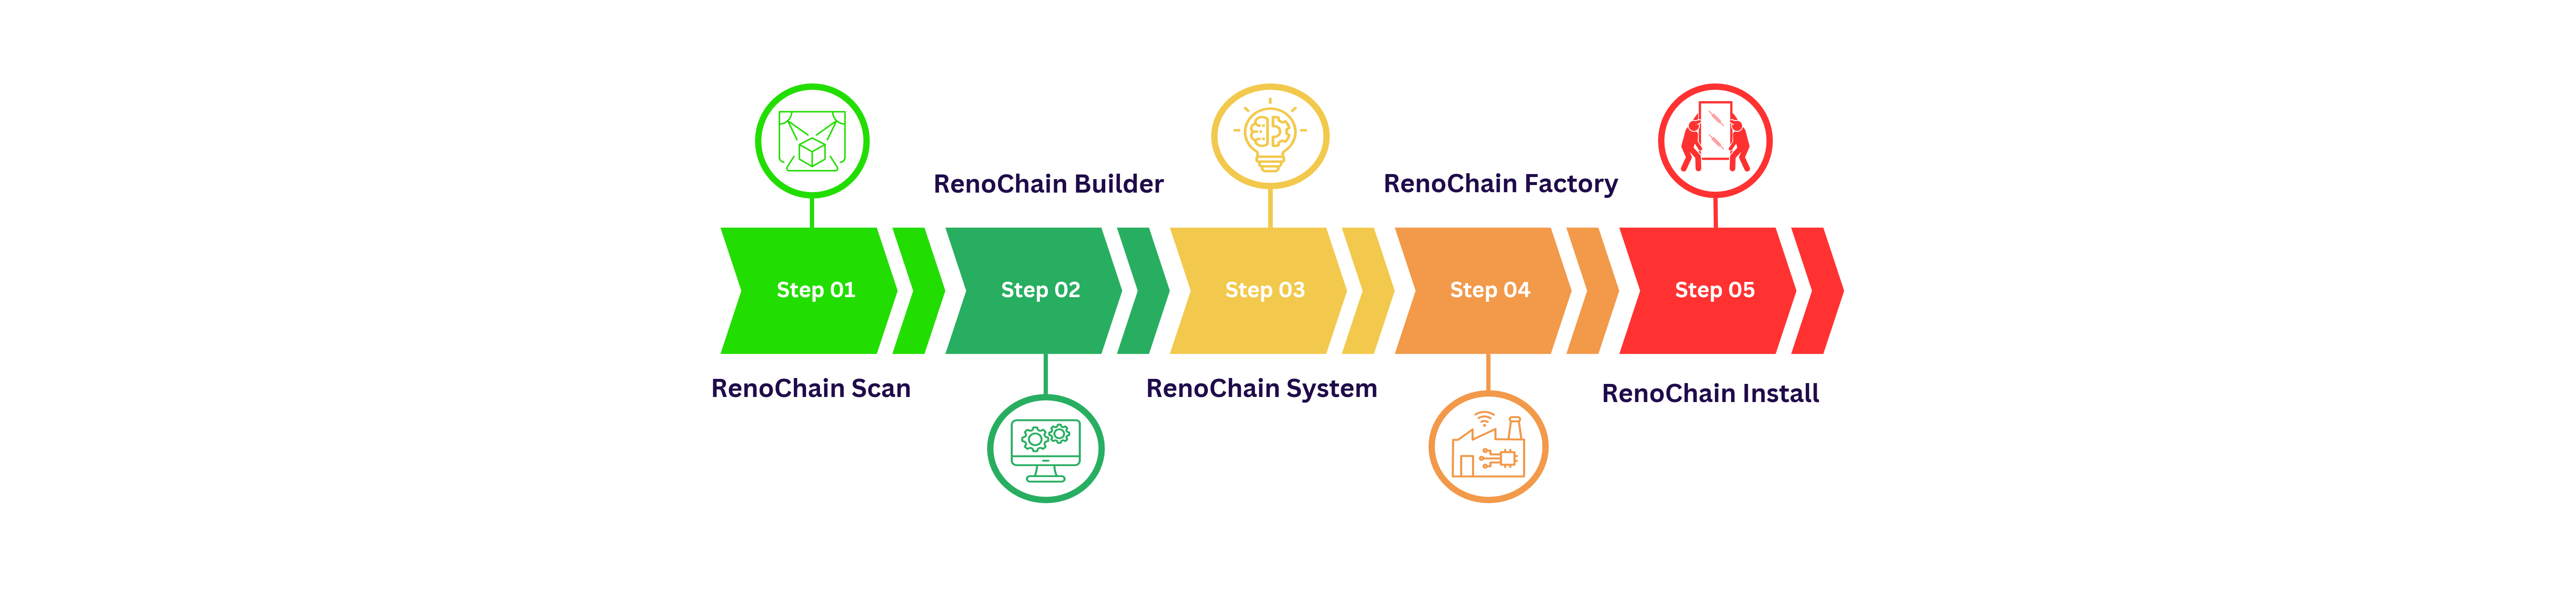 RenoChain Builder
RenoChain Factory
Step 01
Step 02
Step 03
Step 04
Step 05
RenoChain Scan
RenoChain System
RenoChain Install